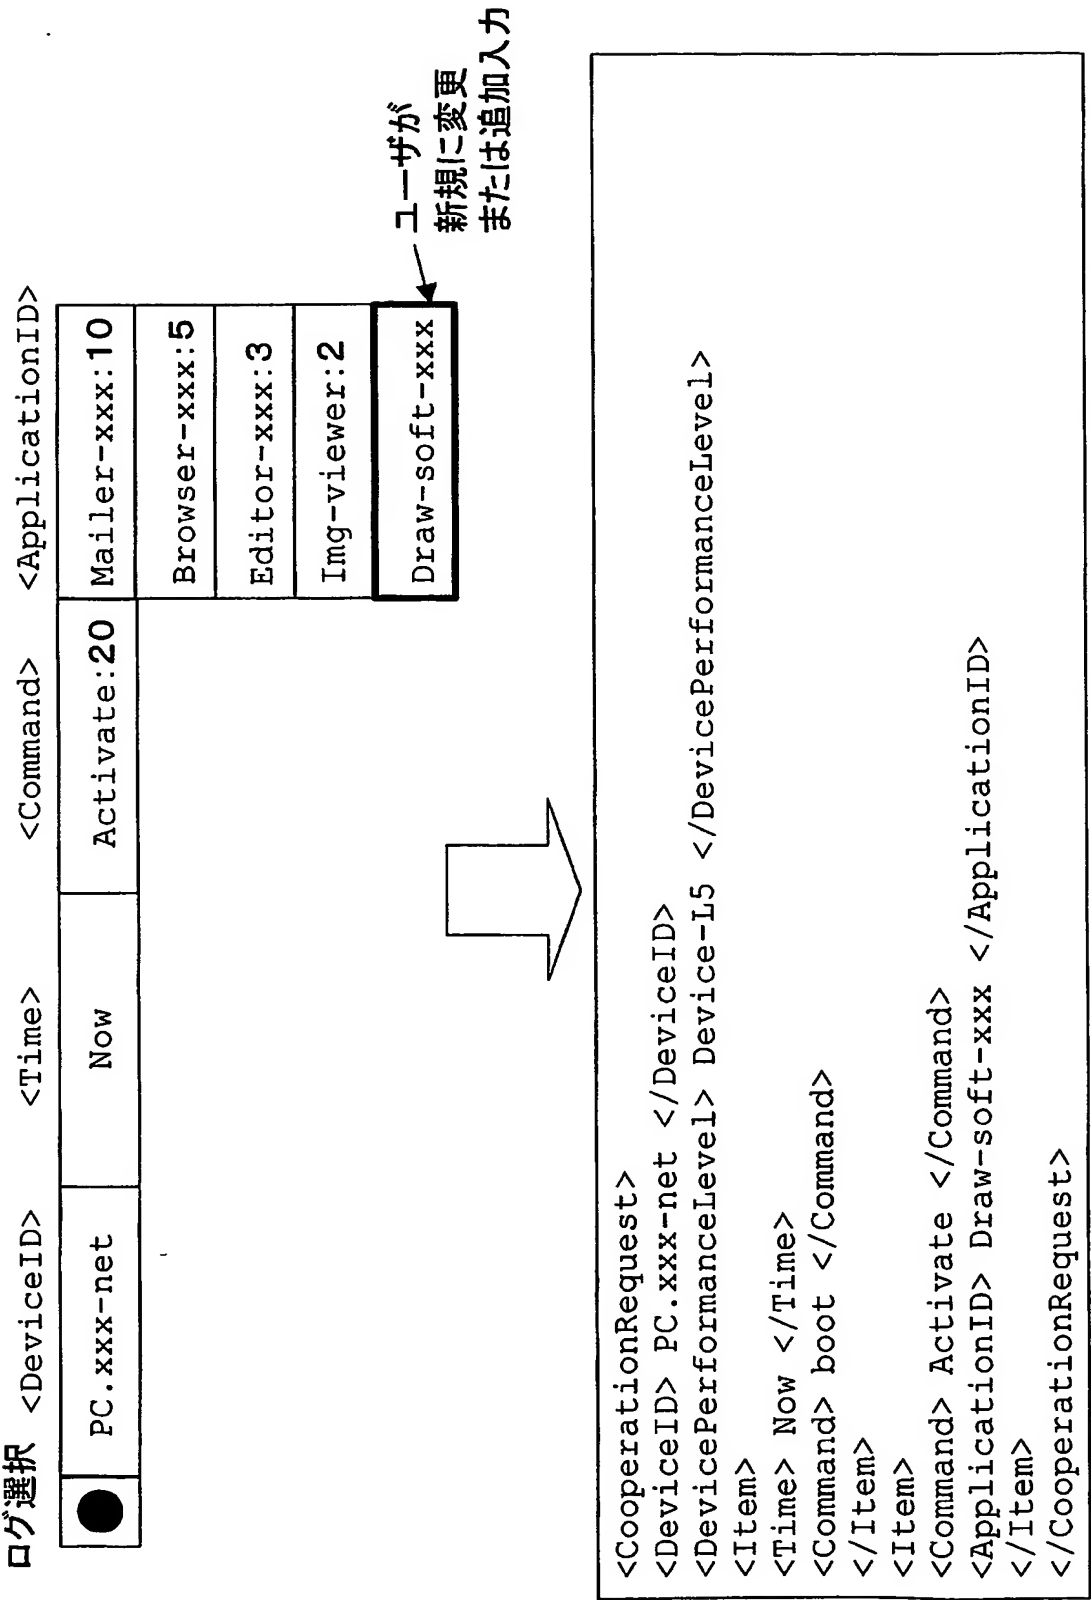 ログ選択 <DeviceID> <Time> <Command> <ApplicationID>
PC.xxx-net Now Activate:20 Mailer-xxx:10
Browser-xxx:5
Editor-xxx:3
Img-viewer:2
Draw-soft-xxx
ユーザが
新規に変更
または追加入力
<CooperationRequest>
<DeviceID> PC.xxx-net </DeviceID>
<DevicePerformanceLevel> Device-L5 </DevicePerformanceLevel>
<Item>
<Time> Now </Time>
<Command> boot </Command>
</Item>
<Item>
<Command> Activate </Command>
<ApplicationID> Draw-soft-xxx </ApplicationID>
</Item>
</CooperationRequest>